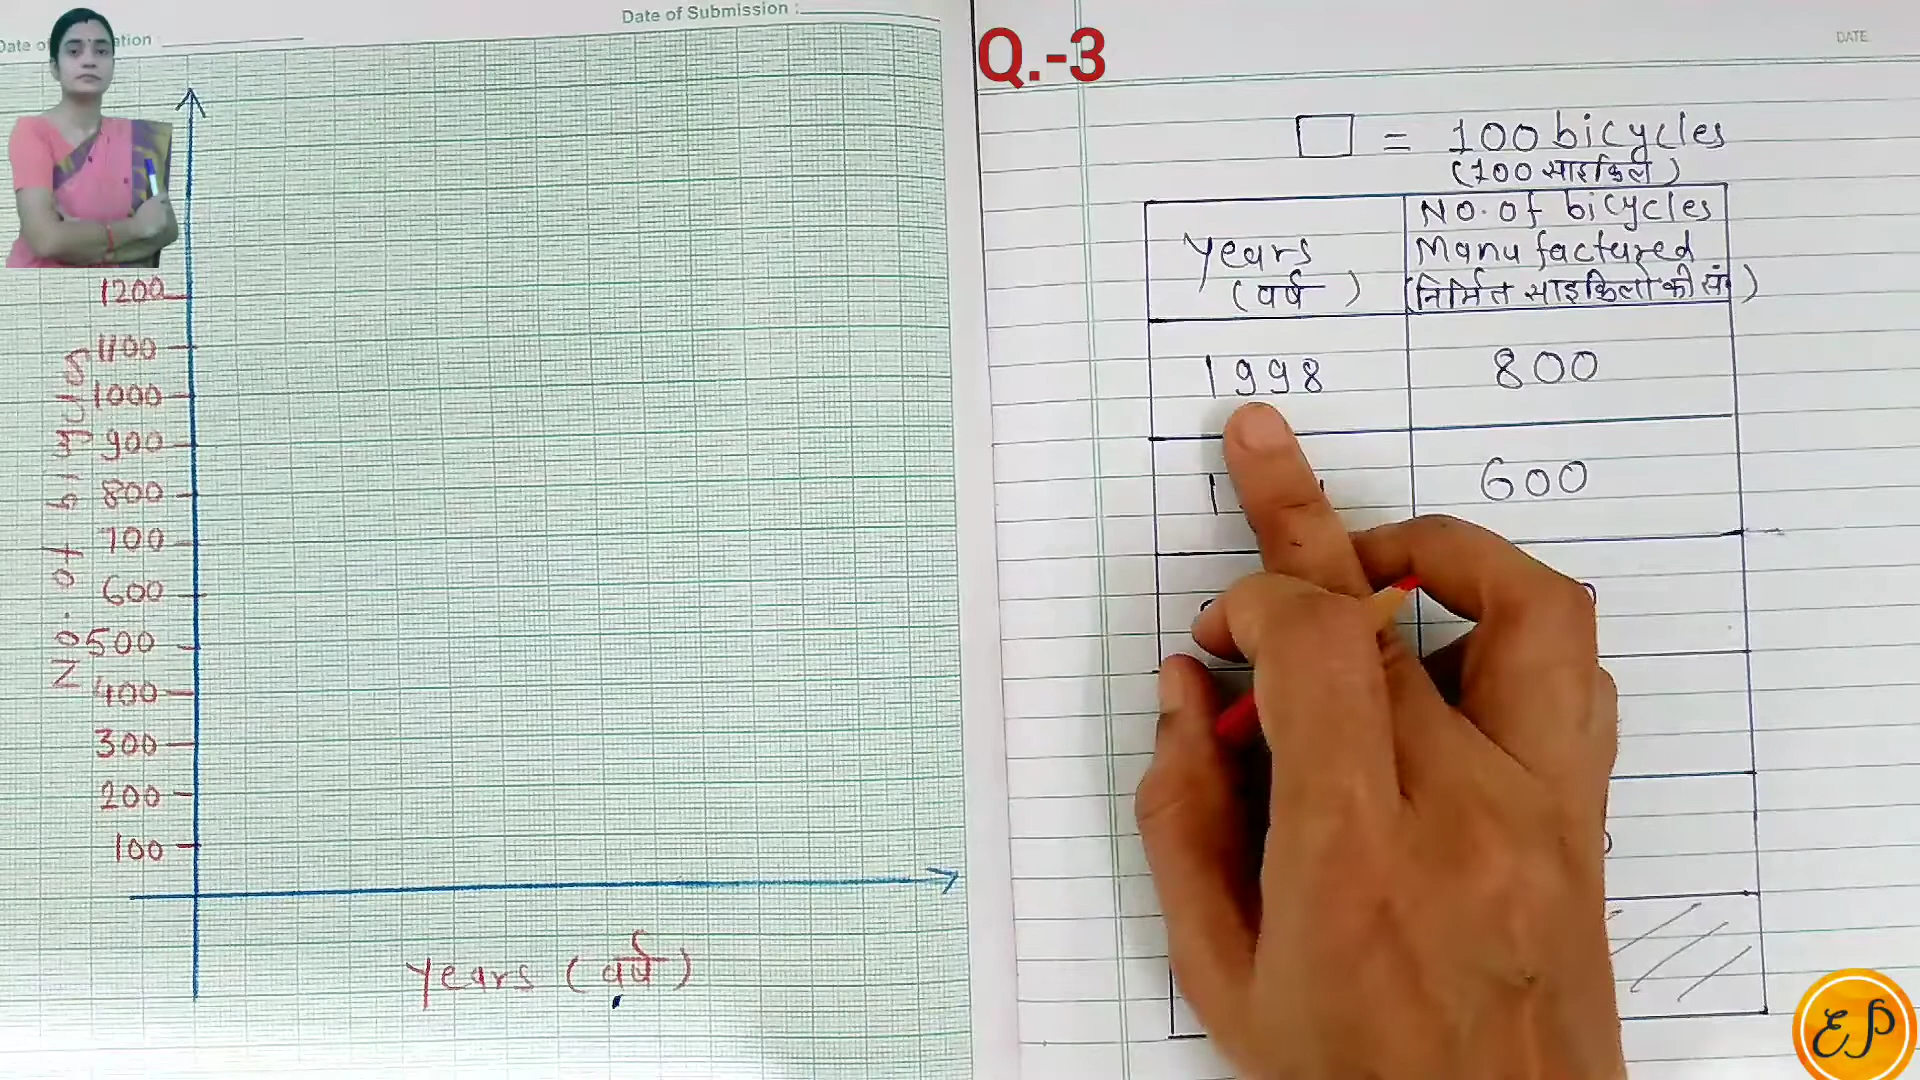 Date of Submission :
Q.-3
DATE
= 100 bicycles
(100 साइकिल)
Years
(वर्ष)
No. of bicycles
Manufactured
(निर्मित साइकिलो की सं)
1998
800
600
1200
1100
1000
900
800
700
600
500
400
300
200
100
No. of bicycles
Years (वर्ष)
EP